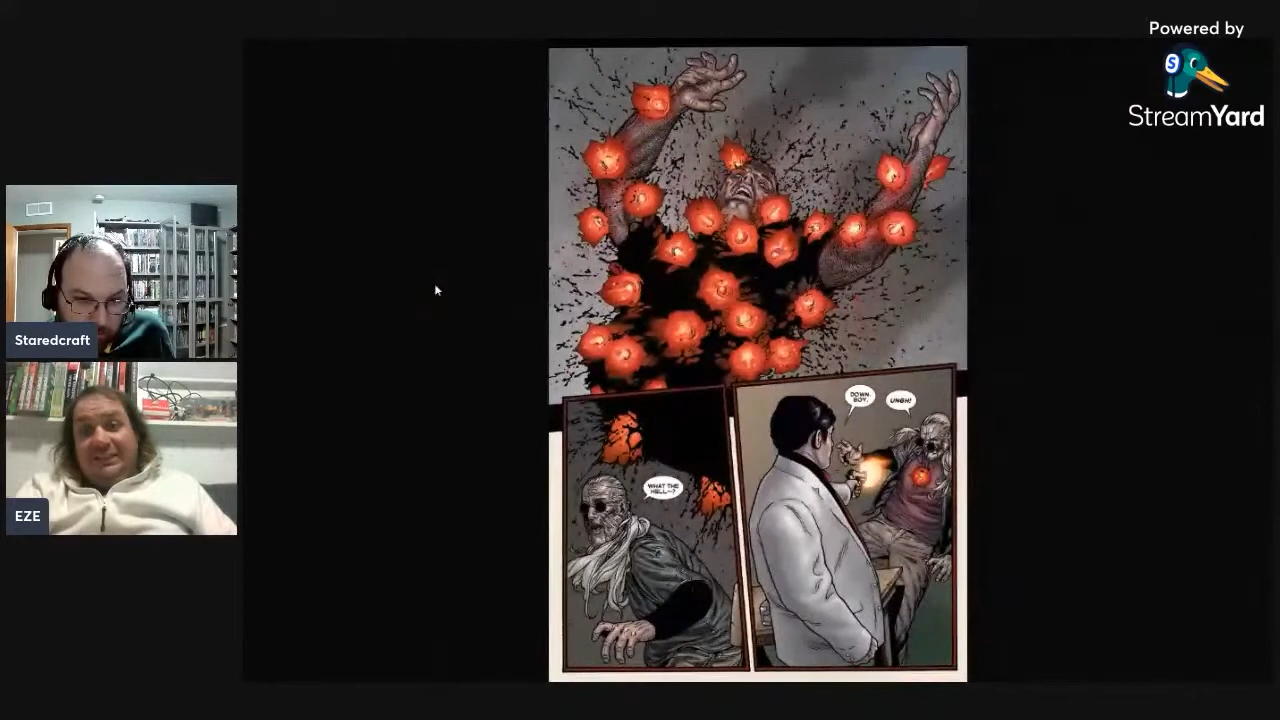 Powered by
StreamYard
Staredcraft
EZE
WHAT THE
HELL--?
DOWN,
BOY.
UNGH!